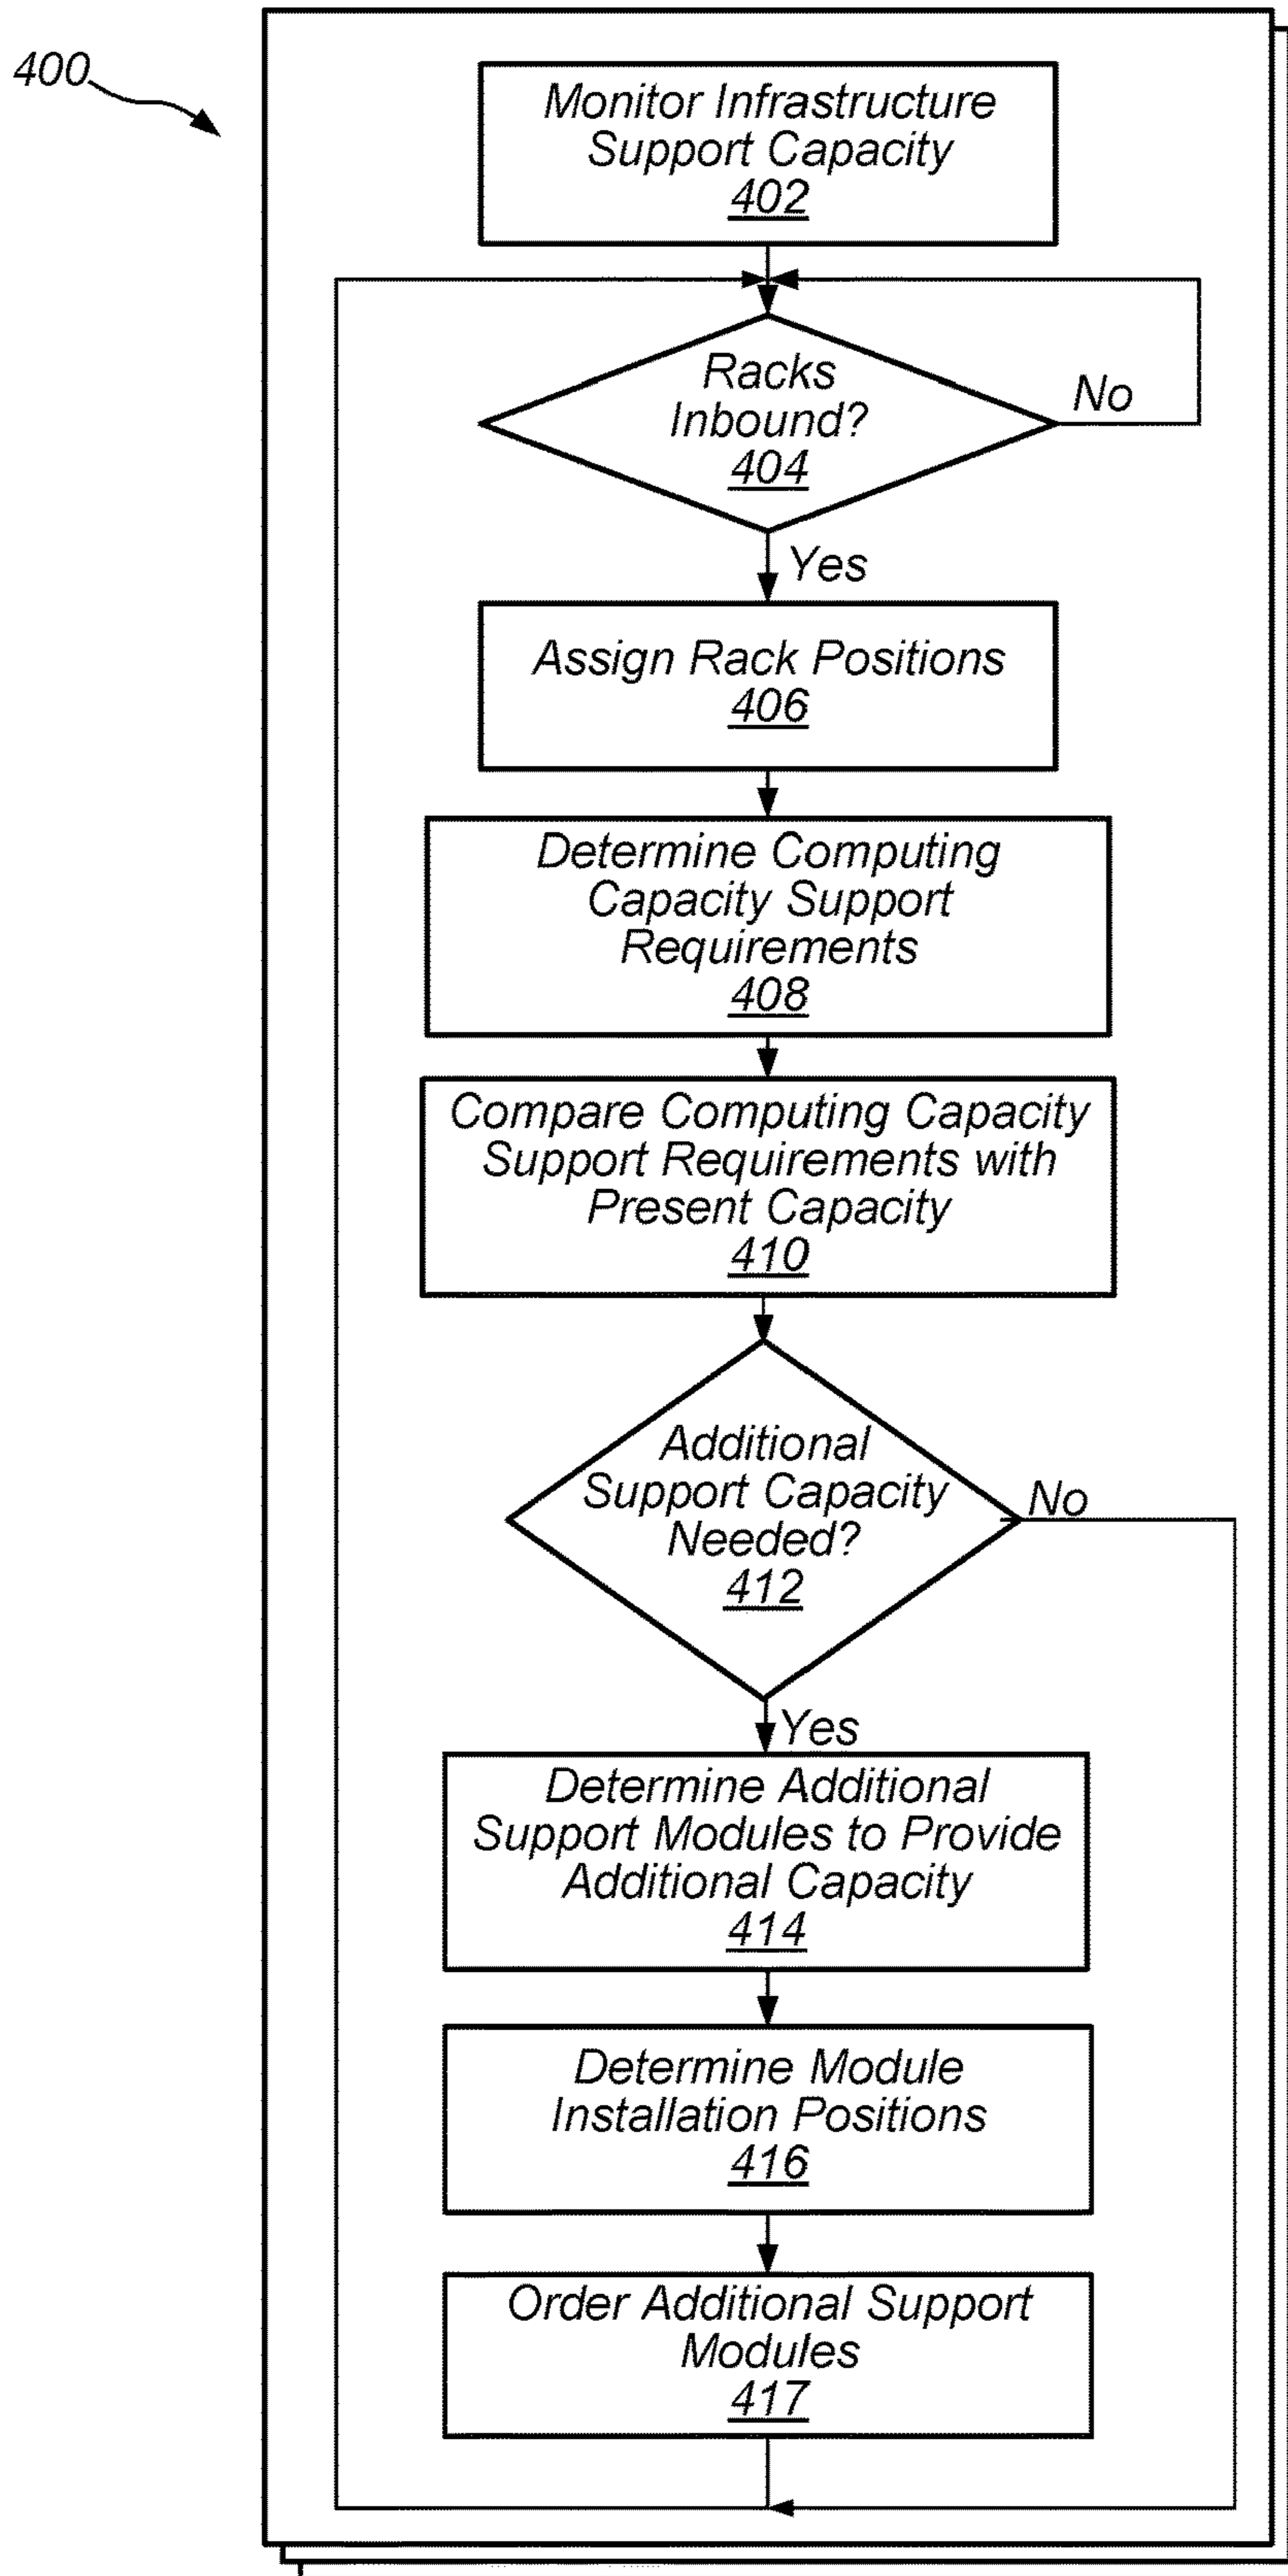 400
Monitor Infrastructure
Support Capacity
402
Racks
Inbound?
404
No
Yes
Assign Rack Positions
406
Determine Computing
Capacity Support
Requirements
408
Compare Computing Capacity
Support Requirements with
Present Capacity
410
Additional
Support Capacity
Needed?
412
No
Yes
Determine Additional
Support Modules to Provide
Additional Capacity
414
Determine Module
Installation Positions
416
Order Additional Support
Modules
417